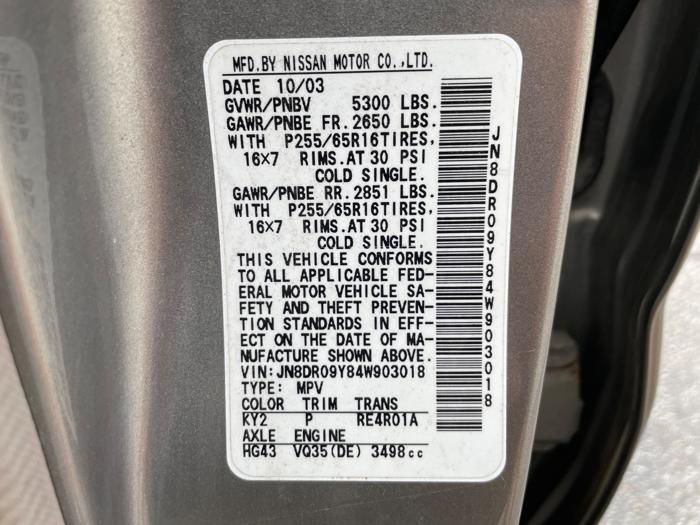 MFD.BY NISSAN MOTOR CO.,LTD.
DATE 10/03
GVWR/PNBV 5300 LBS.
GAWR/PNBE FR.2650 LBS.
WITH P255/65R16TIRES,
16×7 RIMS.AT 30 PSI
COLD SINGLE.
GAWR/PNBE RR.2851 LBS.
WITH P255/65R16TIRES,
16×7 RIMS.AT 30 PSI
COLD SINGLE.
THIS VEHICLE CONFORMS
TO ALL APPLICABLE FED-
ERAL MOTOR VEHICLE SA-
FETY AND THEFT PREVEN-
TION STANDARDS IN EFF-
ECT ON THE DATE OF MA-
NUFACTURE SHOWN ABOVE.
VIN:JN8DR09Y84W903018
TYPE: MPV
COLOR TRIM TRANS
KY2 P RE4R01A
AXLE ENGINE
HG43 VQ35(DE) 3498cc
JN8DR09Y84W903018